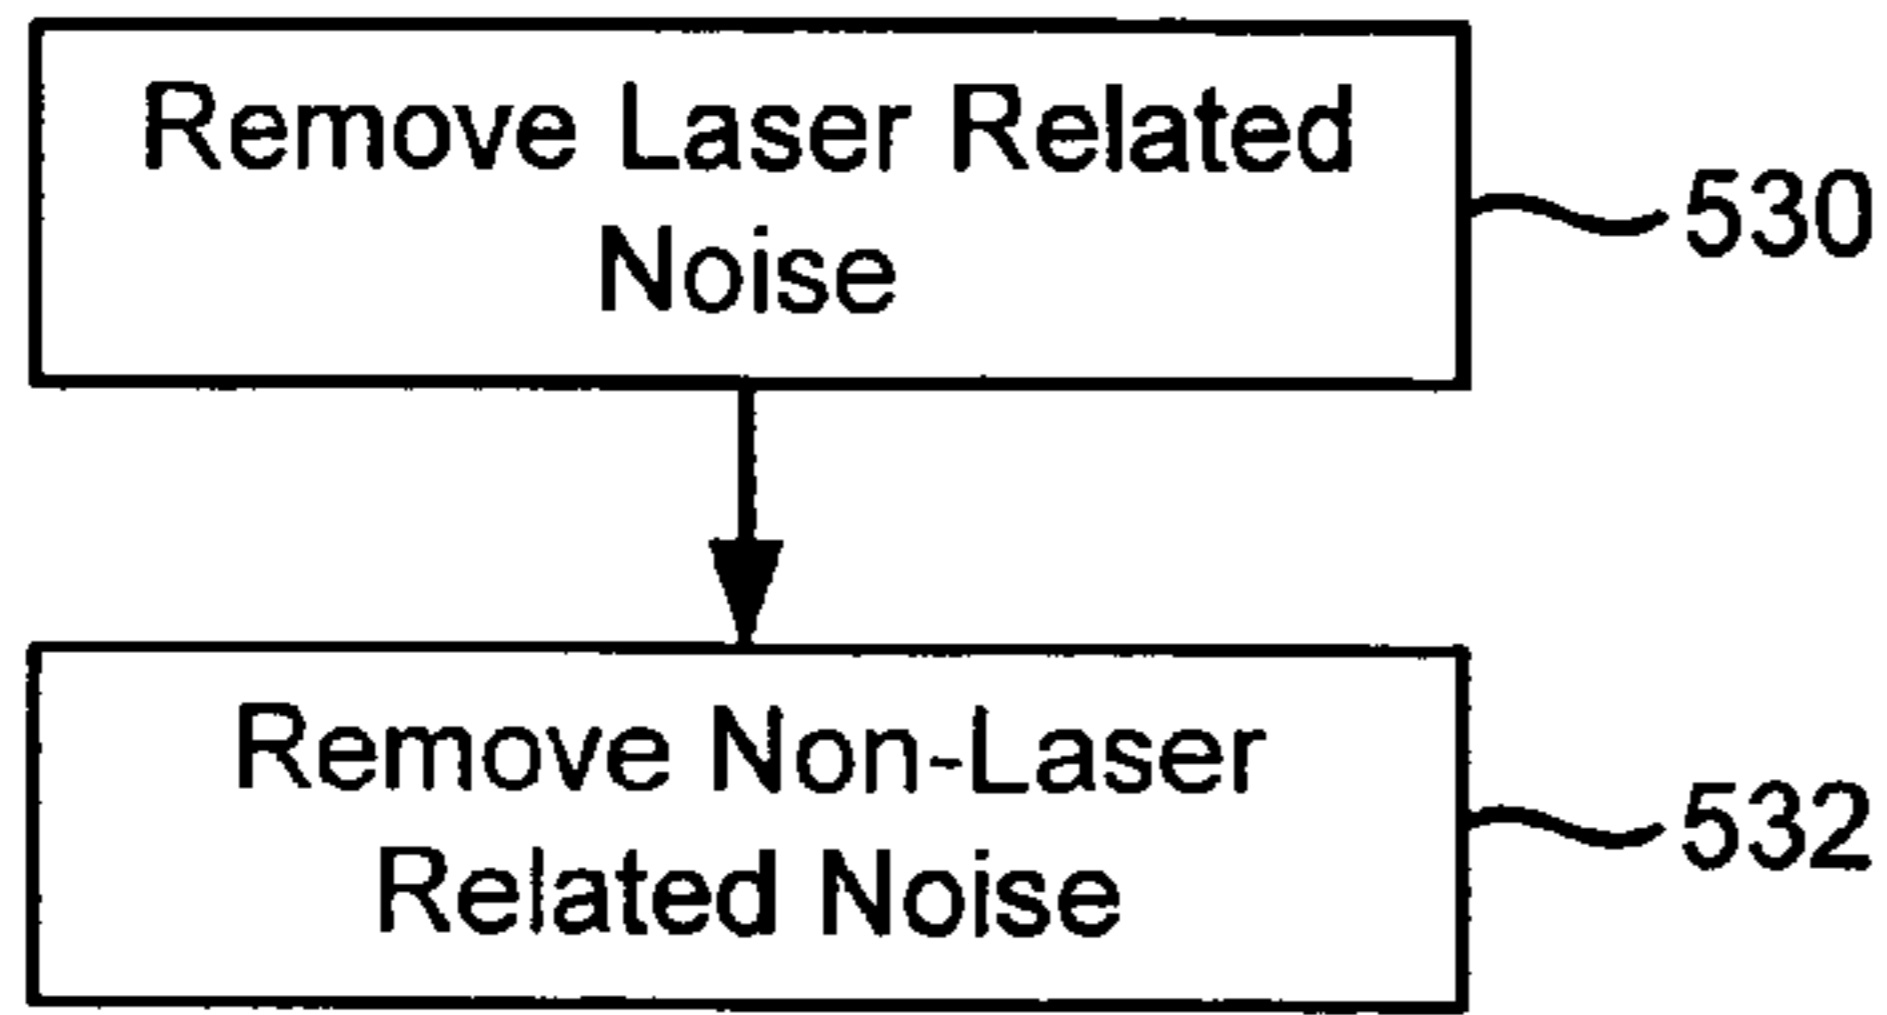 Remove Laser Related
Noise
530
Remove Non-Laser
Related Noise
532